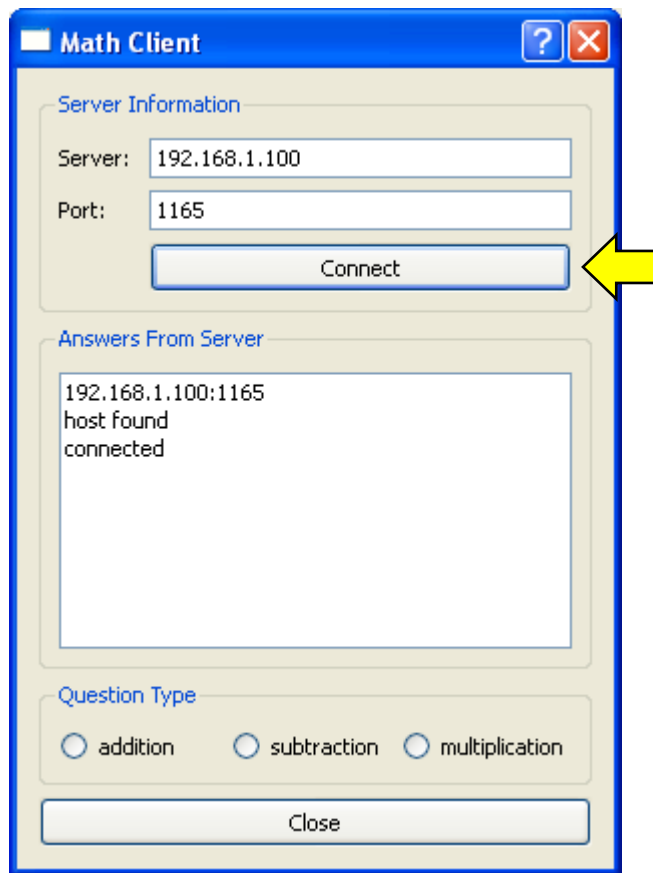 Math Client
Server Information
Server: 192.168.1.100
Port: 1165
Connect
Answers From Server
192.168.1.100:1165
host found
connected
Question Type
addition subtraction multiplication
Close